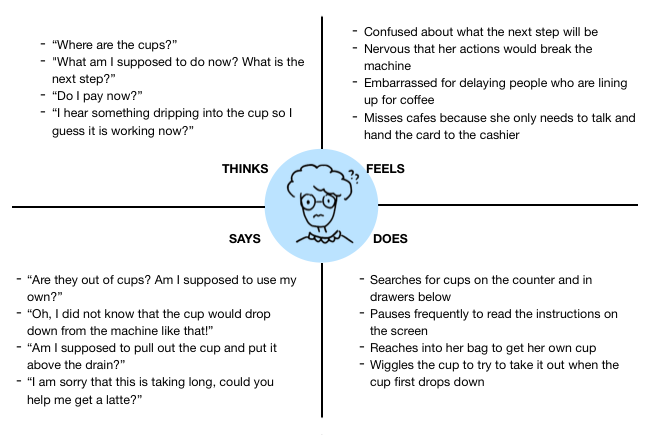 - “Where are the cups?”
- "What am I supposed to do now? What is the
next step?”
- “Do I pay now?”
- “I hear something dripping into the cup so I
guess it is working now?”
- Confused about what the next step will be
- Nervous that her actions would break the
machine
- Embarrassed for delaying people who are lining
up for coffee
- Misses cafes because she only needs to talk and
hand the card to the cashier
THINKS
FEELS
??
SAYS
DOES
- “Are they out of cups? Am I supposed to use my
own?”
- “Oh, I did not know that the cup would drop
down from the machine like that!”
- “Am I supposed to pull out the cup and put it
above the drain?”
- “I am sorry that this is taking long, could you
help me get a latte?”
- Searches for cups on the counter and in
drawers below
- Pauses frequently to read the instructions on
the screen
- Reaches into her bag to get her own cup
- Wiggles the cup to try to take it out when the
cup first drops down